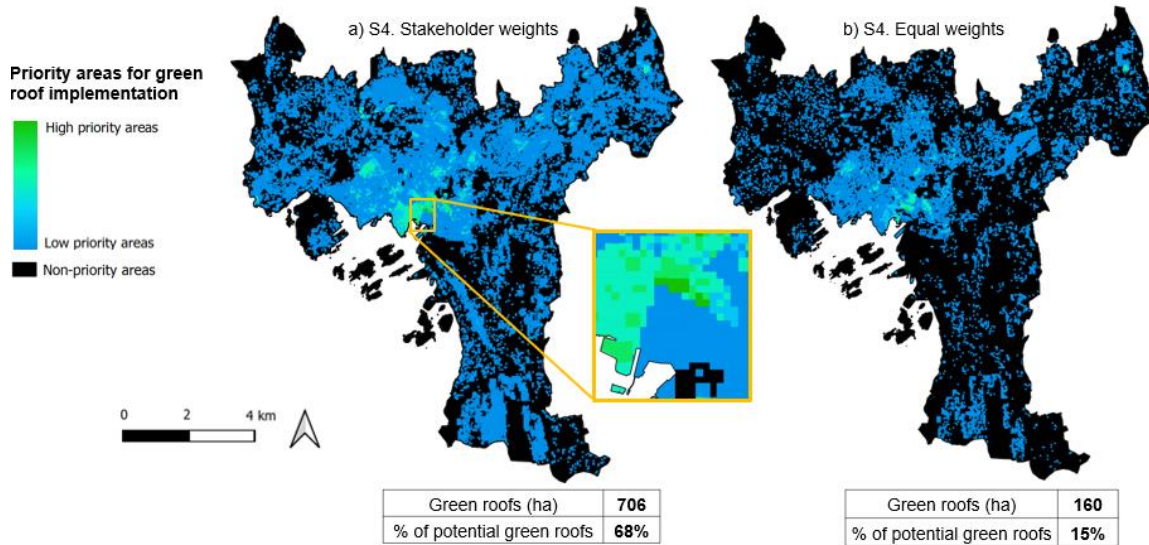 a) S4. Stakeholder weights
b) S4. Equal weights
Priority areas for green
roof implementation
High priority areas
Low priority areas
Non-priority areas
0 2 4 km
Green roofs (ha) 706
% of potential green roofs 68%
Green roofs (ha) 160
% of potential green roofs 15%